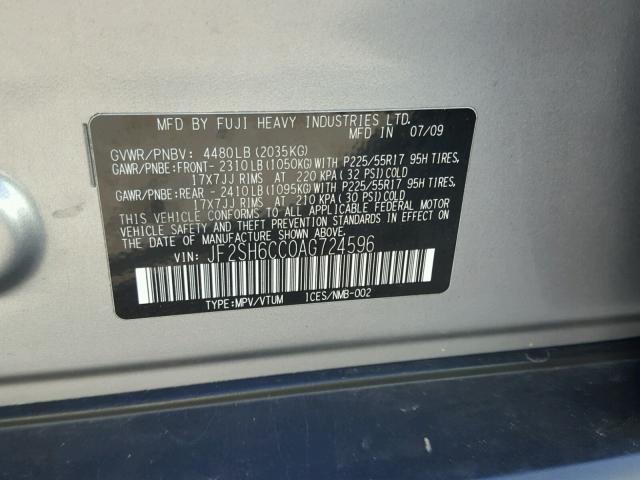 MFD BY FUJI HEAVY INDUSTRIES LTD.
MFD IN 07/09
GVWR/PNBV: 4480LB(2035KG)
GAWR/PNBE:FRONT-2310LB(1050KG)WITH P225/55R17 95H TIRES,
17X7JJ RIMS AT 220 KPA(32 PSI)COLD
GAWR/PNBE:REAR -2410LB(1095KG)WITH P225/55R17 95H TIRES,
17X7JJ RIMS AT 210 KPA(30 PSI)COLD
THIS VEHICLE CONFORMS TO ALL APPLICABLE FEDERAL MOTOR
VEHICLE SAFETY AND THEFT PREVENTION STANDARDS IN EFFECT ON
THE DATE OF MANUFACTURE SHOWN ABOVE.
VIN: JF2SH6CC0AG724596
TYPE:MPV/VTUM ICES/NMB-002